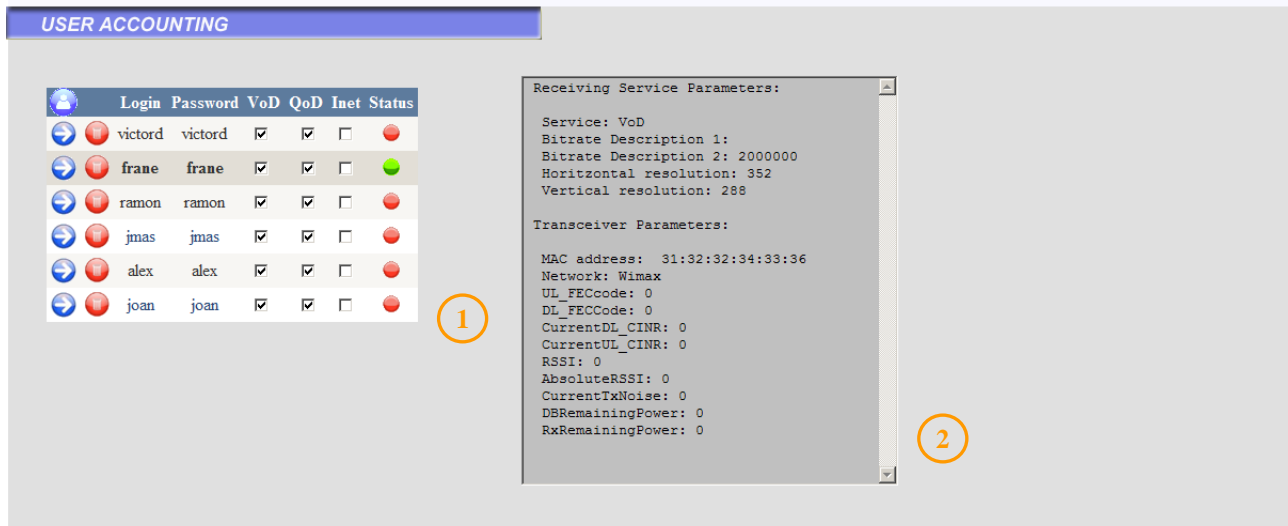 USER ACCOUNTING
Login Password VoD QoD Inet Status
victord victord
frane frane
ramon ramon
jmas jmas
alex alex
joan joan
1
Receiving Service Parameters:
Service: VoD
Bitrate Description 1:
Bitrate Description 2: 2000000
Horitzontal resolution: 352
Vertical resolution: 288
Transceiver Parameters:
MAC address: 31:32:32:34:33:36
Network: Wimax
UL_FECcode: 0
DL_FECCode: 0
CurrentDL_CINR: 0
CurrentUL_CINR: 0
RSSI: 0
AbsoluteRSSI: 0
CurrentTxNoise: 0
DBRemainingPower: 0
RxRemainingPower: 0
2